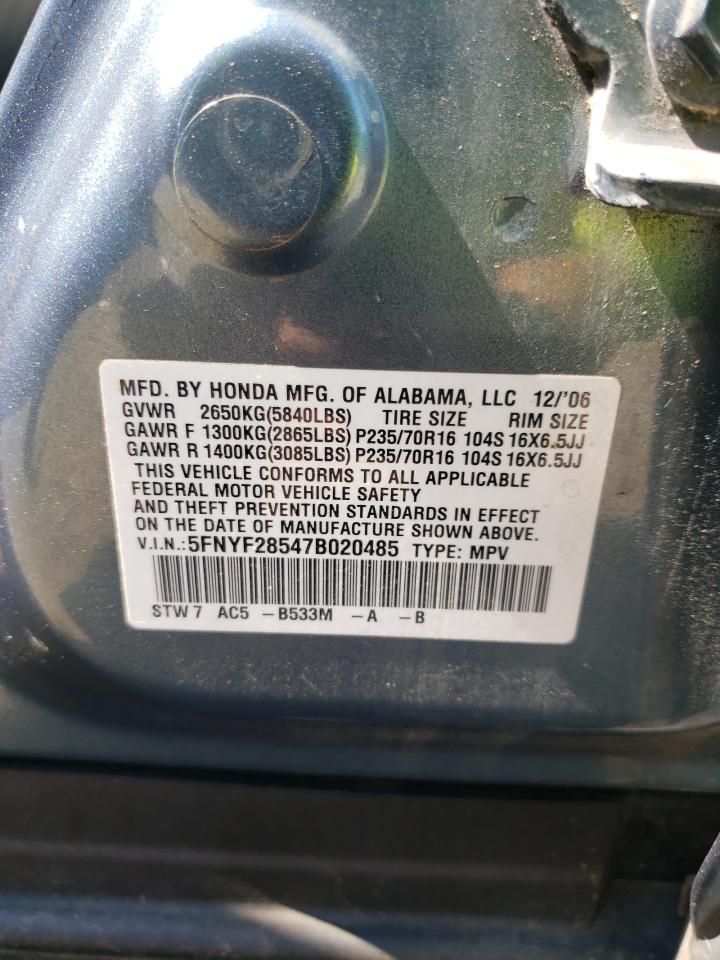 MFD. BY HONDA MFG. OF ALABAMA, LLC 12/'06
GVWR 2650KG(5840LBS) TIRE SIZE RIM SIZE
GAWR F 1300KG(2865LBS) P235/70R16 104S 16X6.5JJ
GAWR R 1400KG(3085LBS) P235/70R16 104S 16X6.5JJ
THIS VEHICLE CONFORMS TO ALL APPLICABLE
FEDERAL MOTOR VEHICLE SAFETY
AND THEFT PREVENTION STANDARDS IN EFFECT
ON THE DATE OF MANUFACTURE SHOWN ABOVE.
V.I.N.:5FNYF28547B020485 TYPE: MPV
STW7 AC5 -B533M -A -B